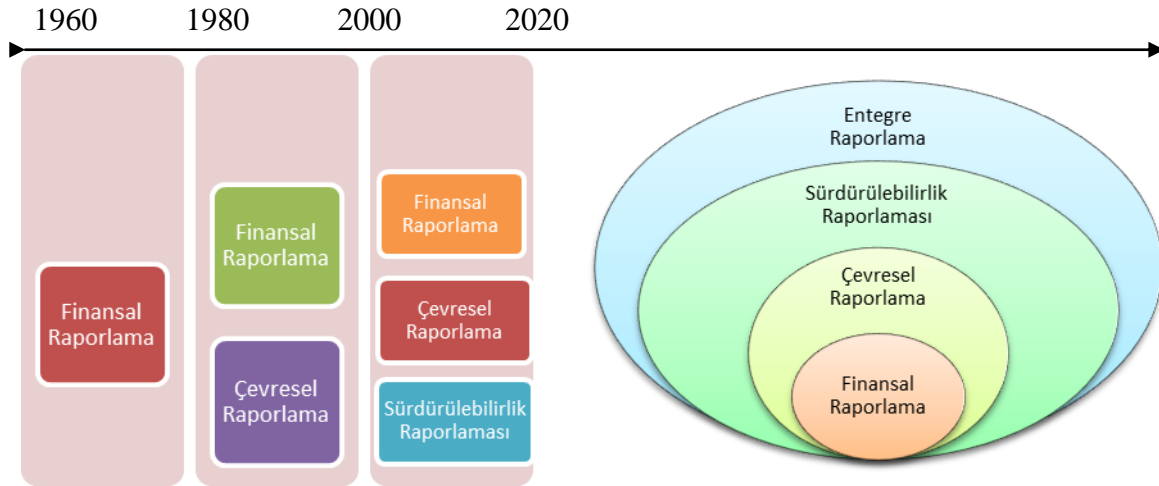 1960 1980 2000 2020
Finansal
Raporlama
Finansal
Raporlama
Çevresel
Raporlama
Finansal
Raporlama
Çevresel
Raporlama
Sürdürülebilirlik
Raporlaması
Entegre
Raporlama
Sürdürülebilirlik
Raporlaması
Çevresel
Raporlama
Finansal
Raporlama